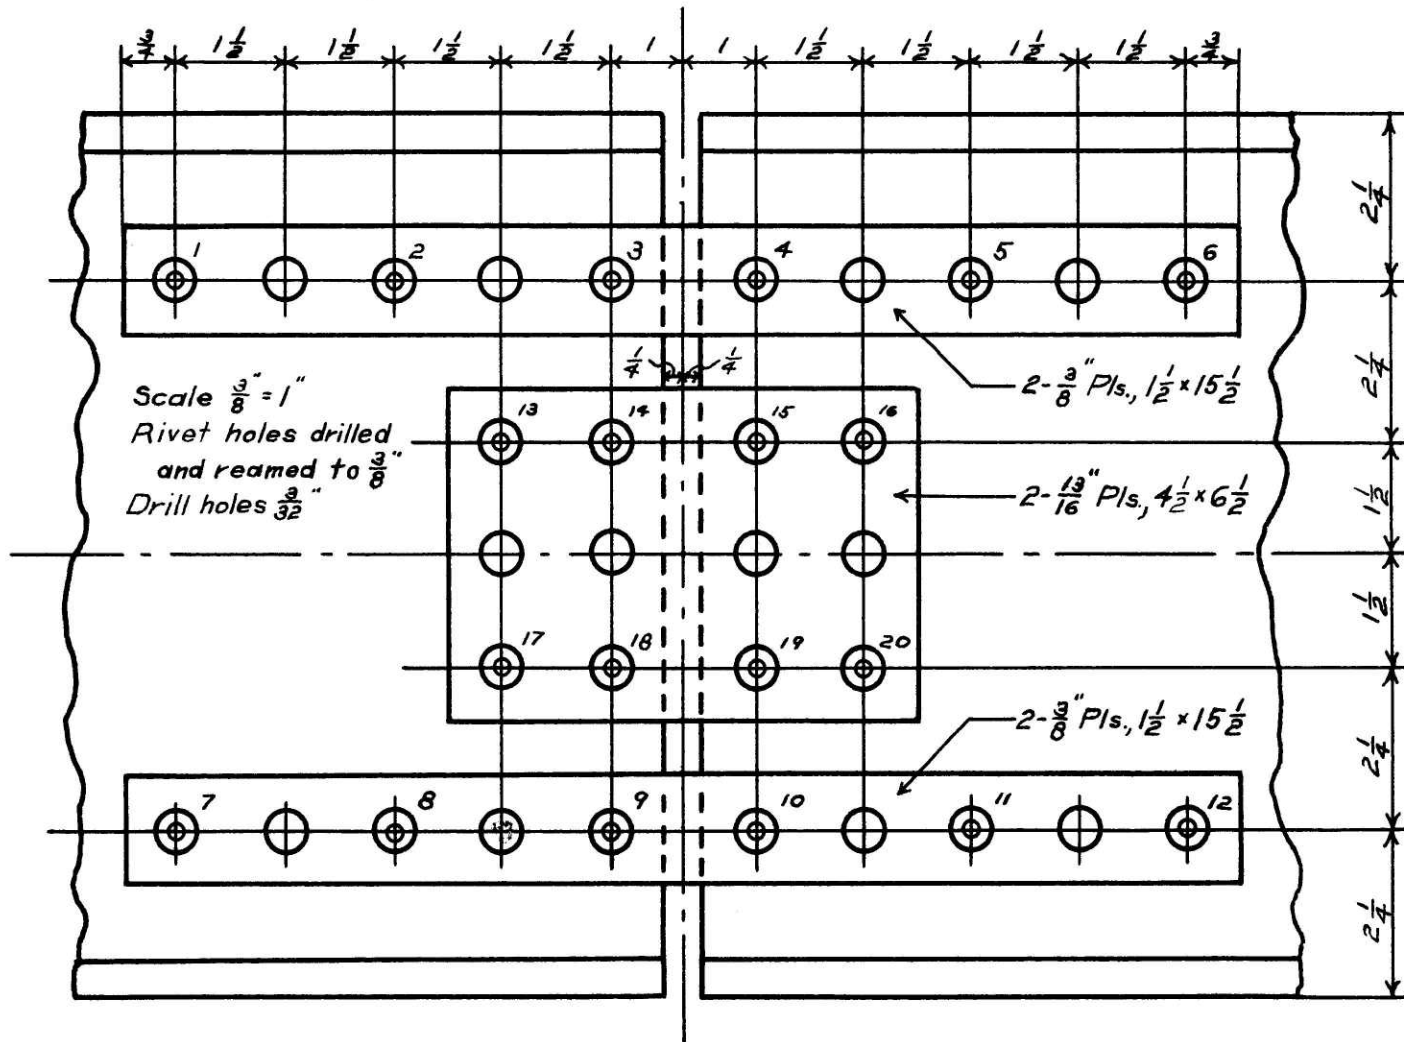 3/4 1 1/2 1 1/2 1 1/2 1 1/2 1 1 1 1/2 1 1/2 1 1/2 1 1/2 3/4
2 1/4
1 2 3 4 5 6
1/4 1/4
2 1/4
2-3/8" Pls., 1 1/2 x 15 1/2
Scale 3/8" = 1"
Rivet holes drilled
and reamed to 3/8"
Drill holes 3/32"
13 14 15 16
2-13/16" Pls., 4 1/2 x 6 1/2
1 1/2
1 1/2
17 18 19 20
2-3/8" Pls., 1 1/2 x 15 1/2
2 1/4
7 8 9 10 11 12
2 1/4